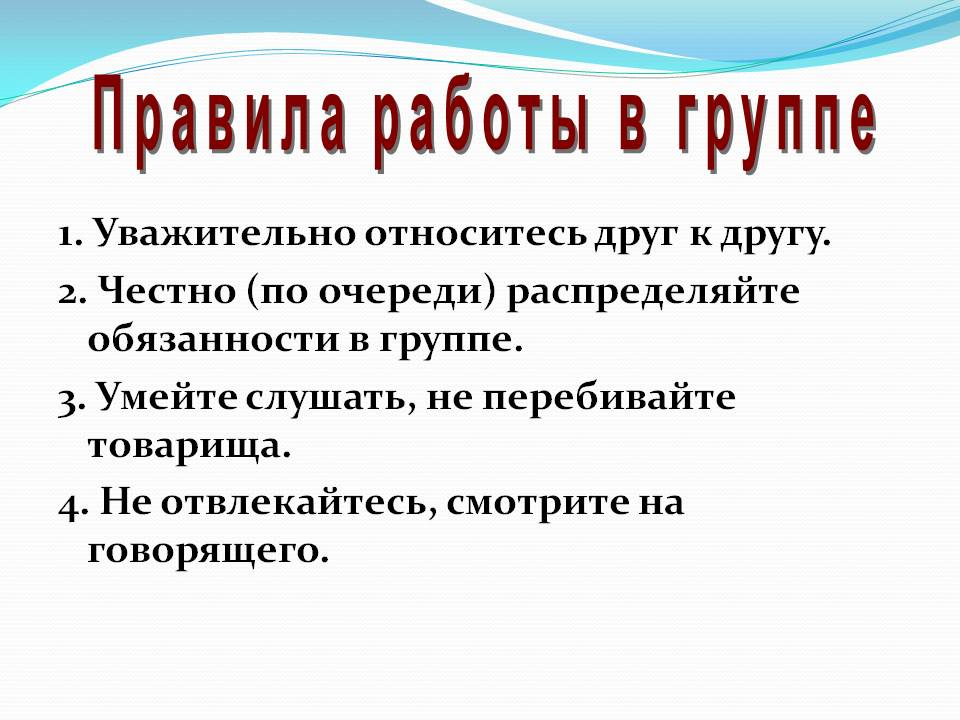 Правила работы в группе
1. Уважительно относитесь друг к другу.
2. Честно (по очереди) распределяйте
обязанности в группе.
3. Умейте слушать, не перебивайте
товарища.
4. Не отвлекайтесь, смотрите на
говорящего.